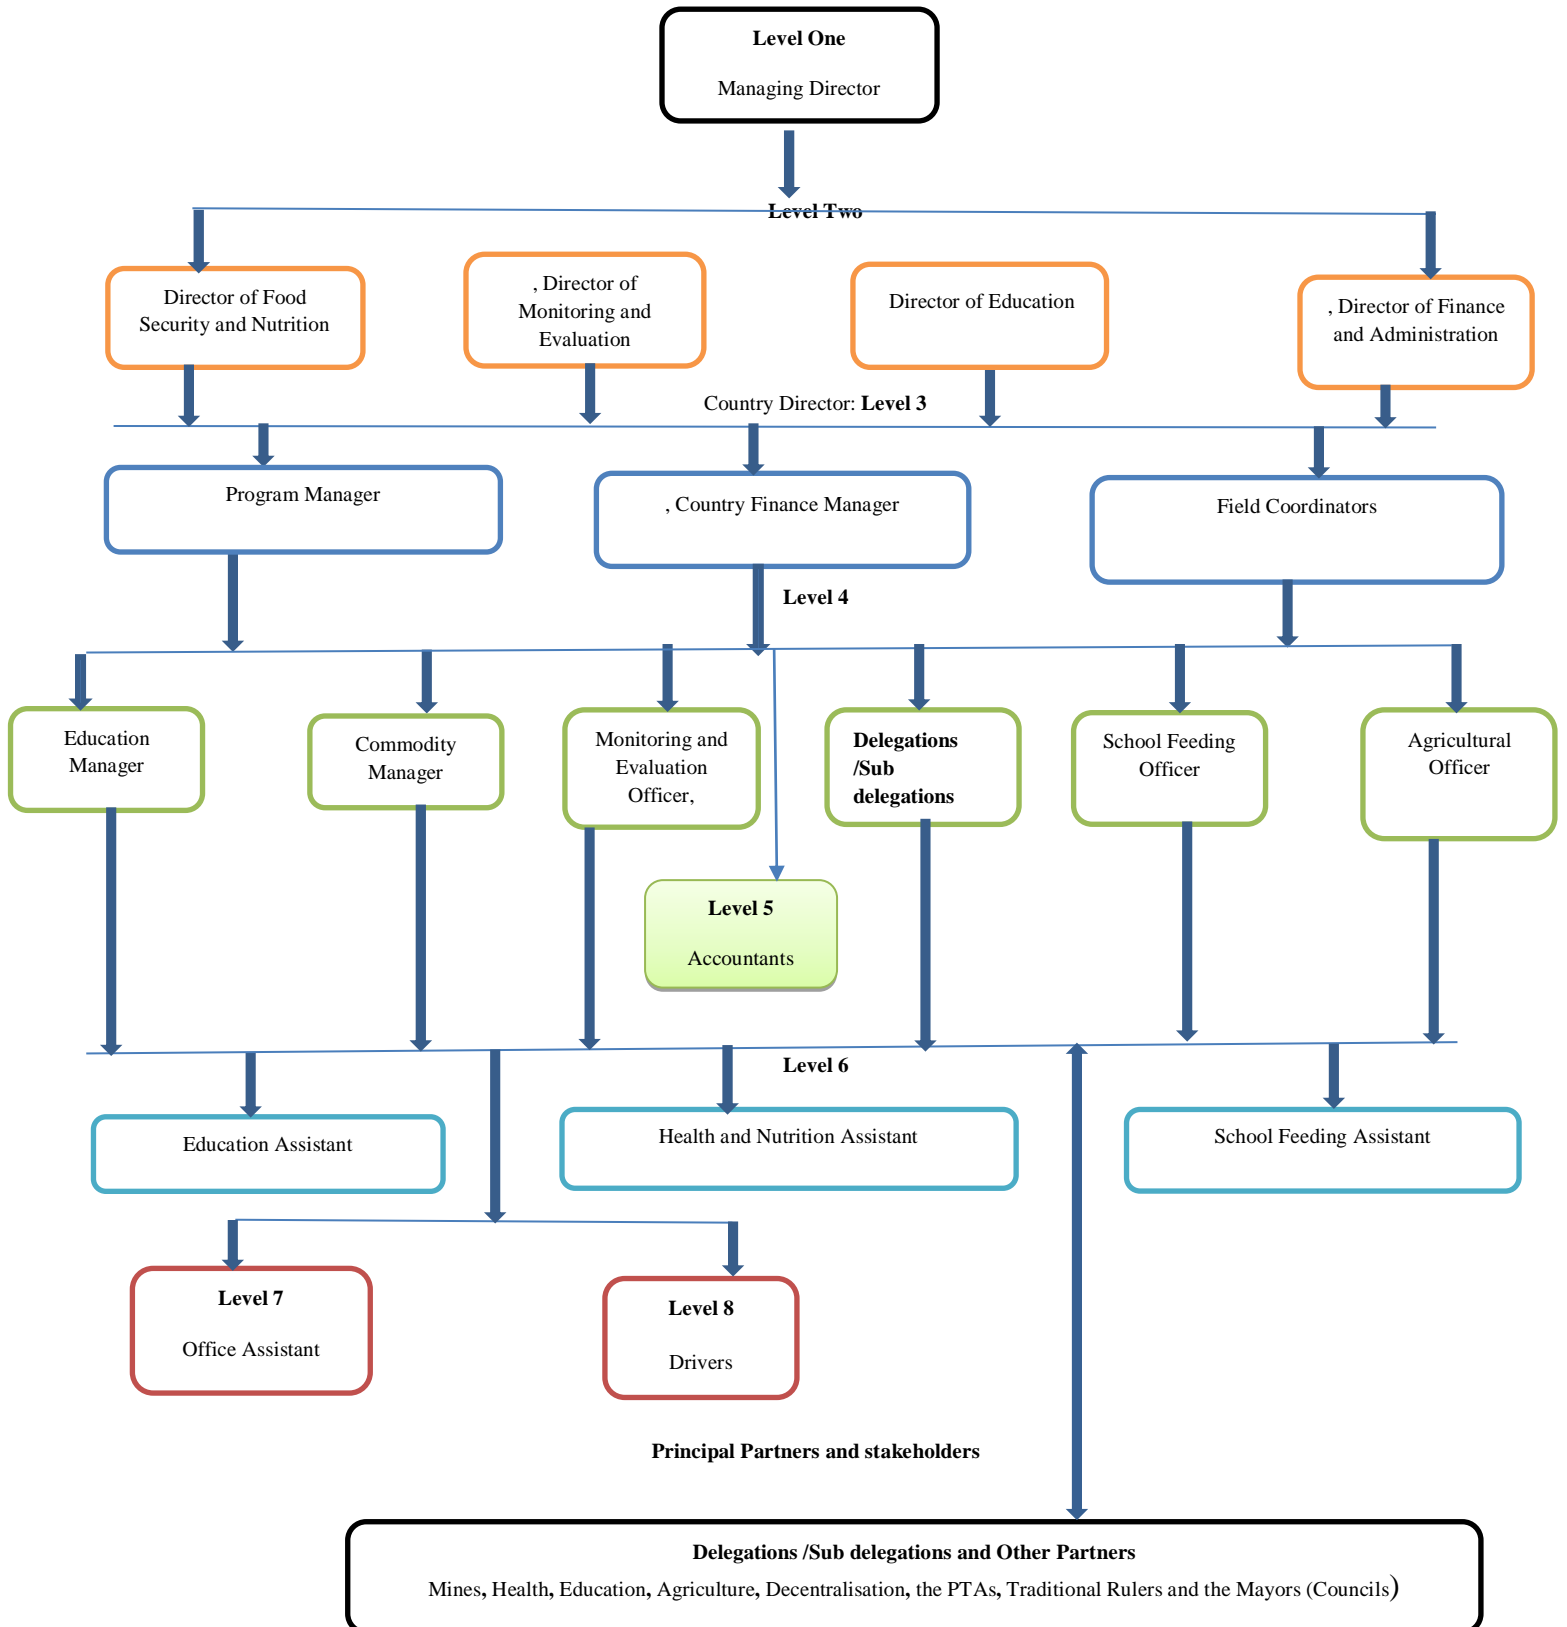 Level One
Managing Director
Level Two
Director of Food
Security and Nutrition
, Director of
Monitoring and
Evaluation
Director of Education
, Director of Finance
and Administration
Country Director: Level 3
Program Manager
, Country Finance Manager
Field Coordinators
Level 4
Education
Manager
Commodity
Manager
Monitoring and
Evaluation
Officer,
Delegations
/Sub
delegations
School Feeding
Officer
Agricultural
Officer
Level 5
Accountants
Level 6
Education Assistant
Health and Nutrition Assistant
School Feeding Assistant
Level 7
Office Assistant
Level 8
Drivers
Principal Partners and stakeholders
Delegations /Sub delegations and Other Partners
Mines, Health, Education, Agriculture, Decentralisation, the PTAs, Traditional Rulers and the Mayors (Councils)